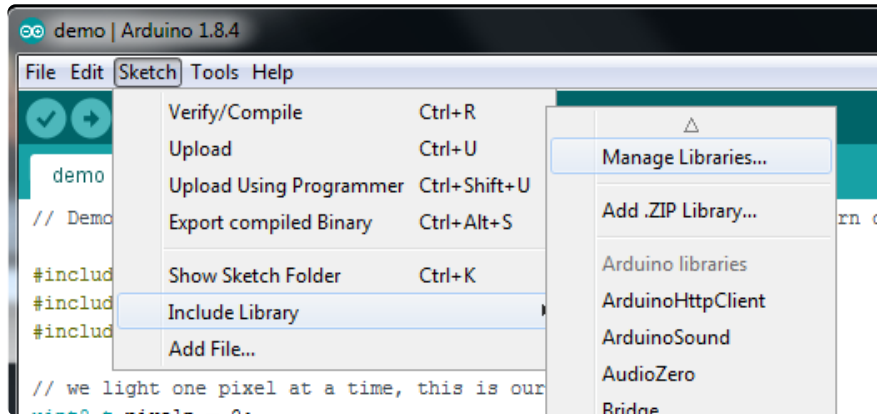 demo | Arduino 1.8.4
File Edit Sketch Tools Help
Verify/Compile Ctrl+R
Upload Ctrl+U
Upload Using Programmer Ctrl+Shift+U
Export compiled Binary Ctrl+Alt+S
Show Sketch Folder Ctrl+K
Include Library
Add File...
Manage Libraries...
Add .ZIP Library...
Arduino libraries
ArduinoHttpClient
ArduinoSound
AudioZero
Bridge
demo
// Demo
#includ
#includ
#includ
// we light one pixel at a time, this is our